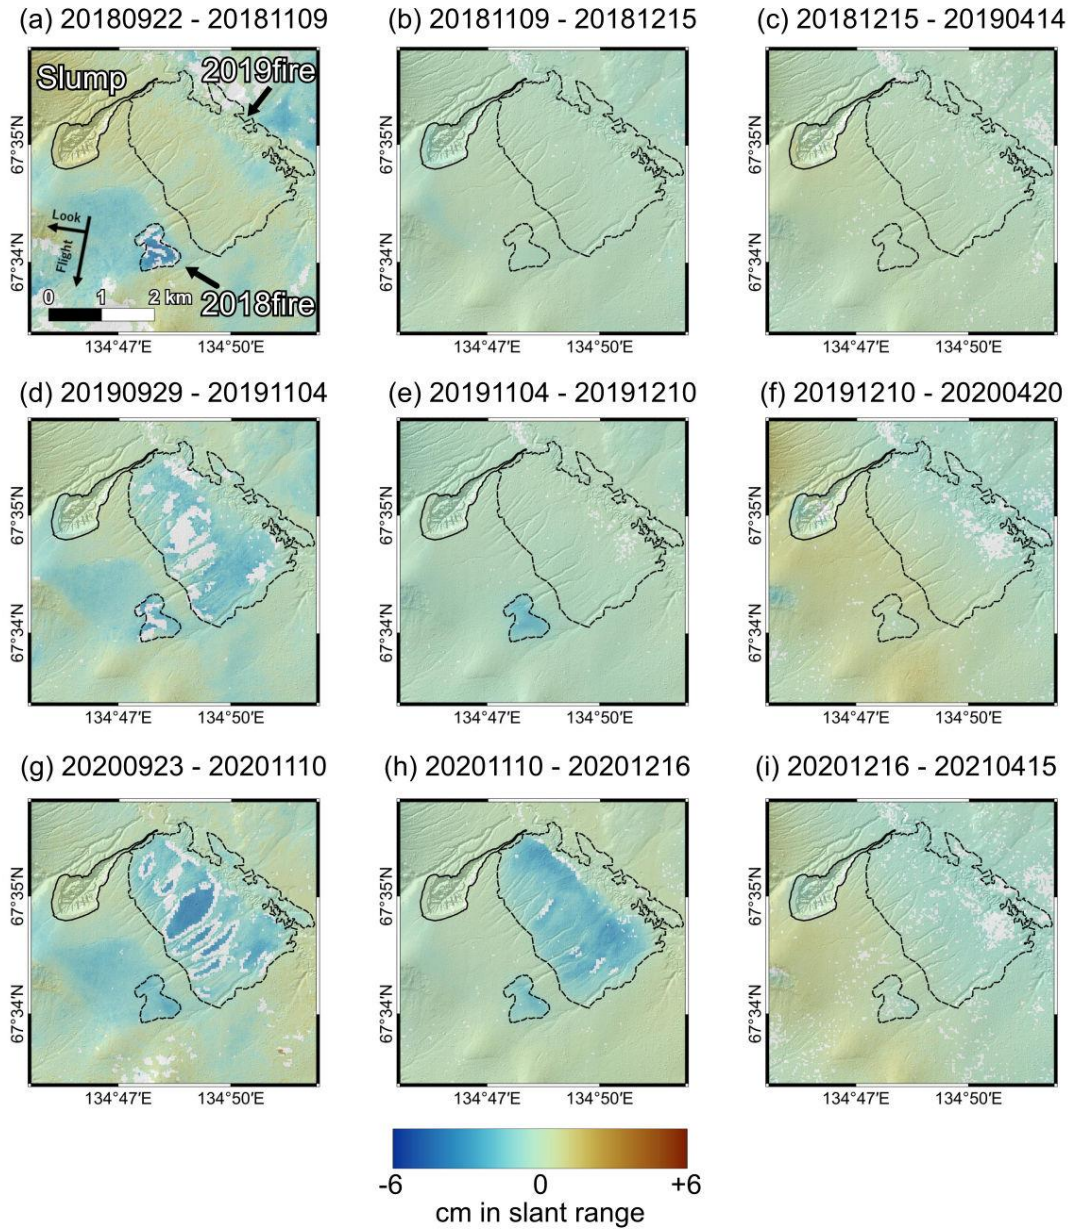 (a) 20180922 - 20181109
(b) 20181109 - 20181215
(c) 20181215 - 20190414
Slump
2019fire
67°35'N
67°34'N
Look
Flight
0 1 2 km
2018fire
134°47'E 134°50'E
67°35'N
67°34'N
134°47'E 134°50'E
67°35'N
67°34'N
134°47'E 134°50'E
(d) 20190929 - 20191104
(e) 20191104 - 20191210
(f) 20191210 - 20200420
67°35'N
67°34'N
134°47'E 134°50'E
67°35'N
67°34'N
134°47'E 134°50'E
67°35'N
67°34'N
134°47'E 134°50'E
(g) 20200923 - 20201110
(h) 20201110 - 20201216
(i) 20201216 - 20210415
67°35'N
67°34'N
134°47'E 134°50'E
67°35'N
67°34'N
134°47'E 134°50'E
67°35'N
67°34'N
134°47'E 134°50'E
-6 0 +6
cm in slant range